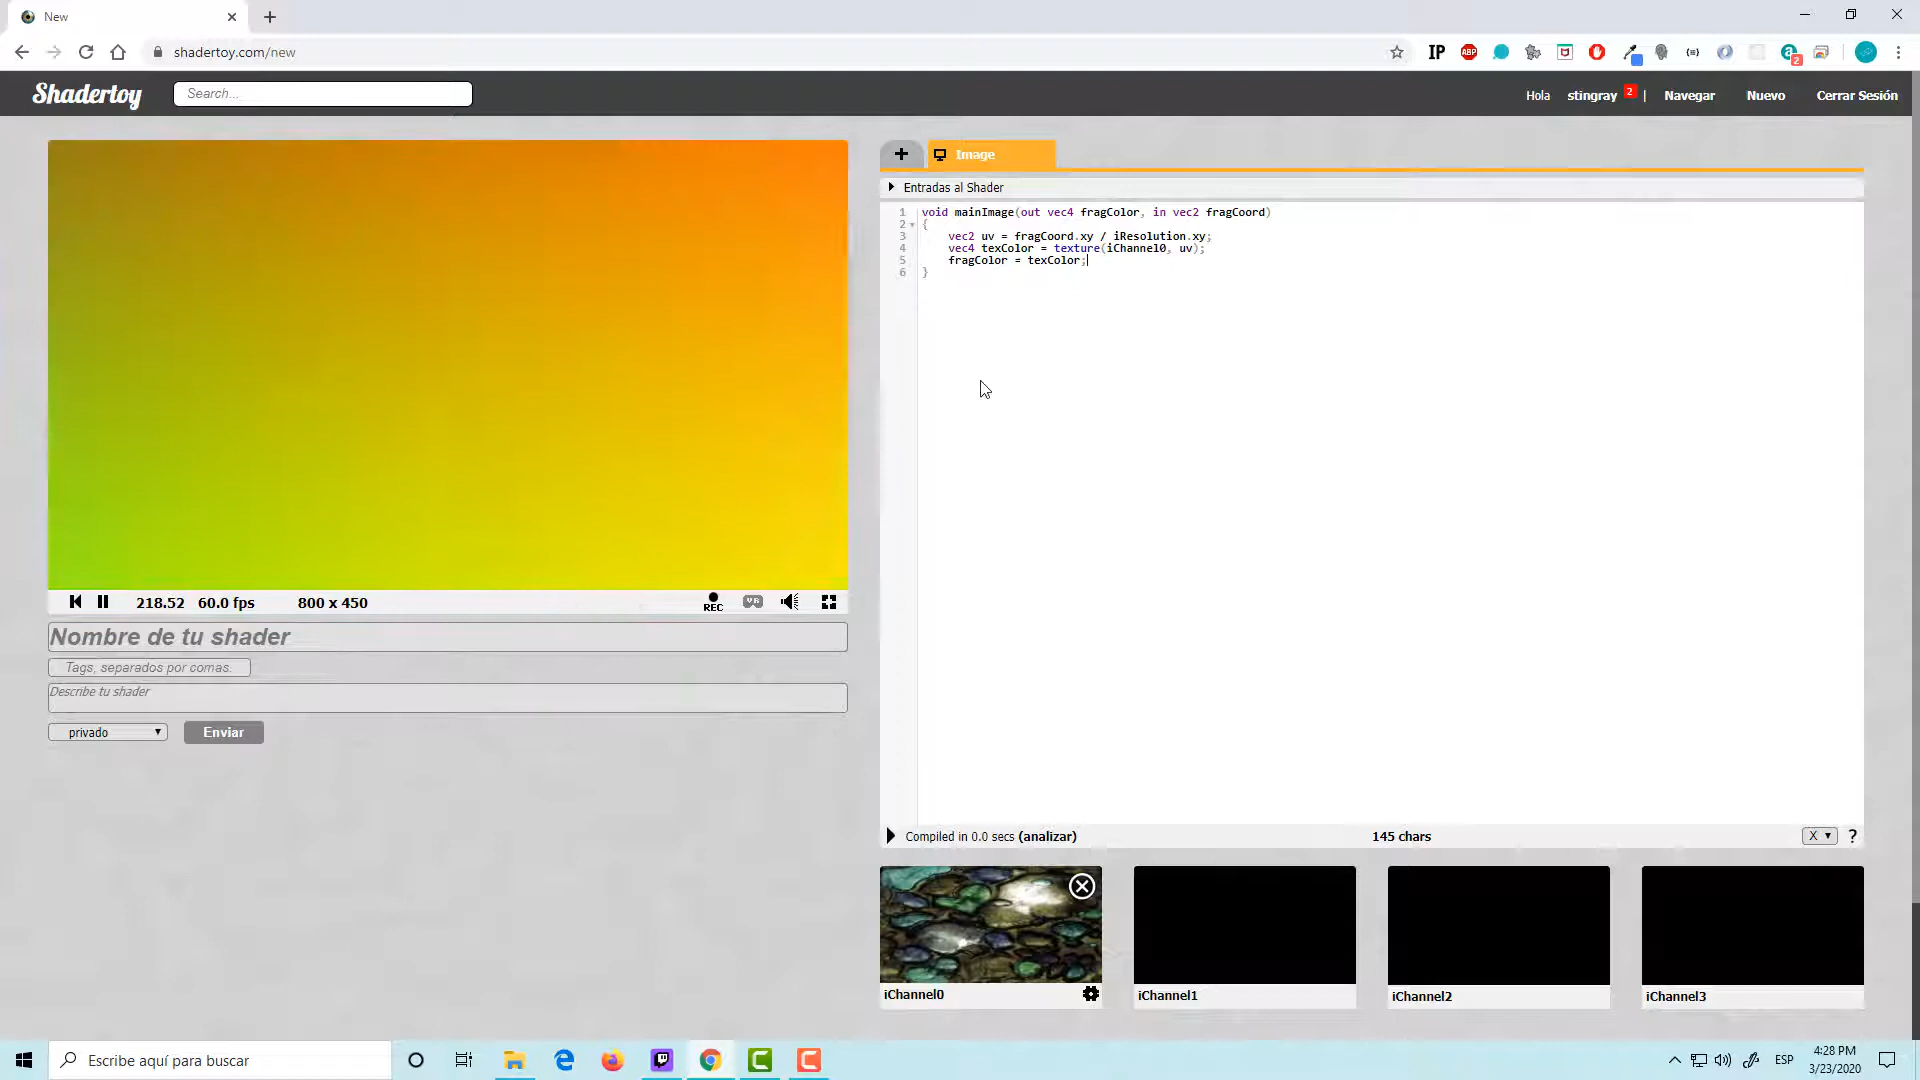 New
shadertoy.com/new
IP
ABP
2
Shadertoy
Search...
Hola stingray 2 | Navegar Nuevo Cerrar Sesión
+ Image
Entradas al Shader
1 void mainImage(out vec4 fragColor, in vec2 fragCoord)
2 {
3 vec2 uv = fragCoord.xy / iResolution.xy;
4 vec4 texColor = texture(iChannel0, uv);
5 fragColor = texColor;
6 }
218.52 60.0 fps 800 x 450
REC
VR
Nombre de tu shader
Tags, separados por comas.
Describe tu shader
privado
Enviar
Compiled in 0.0 secs (analizar)
145 chars
X
?
iChannel0
iChannel1
iChannel2
iChannel3
Escribe aquí para buscar
ESP
4:28 PM
3/23/2020